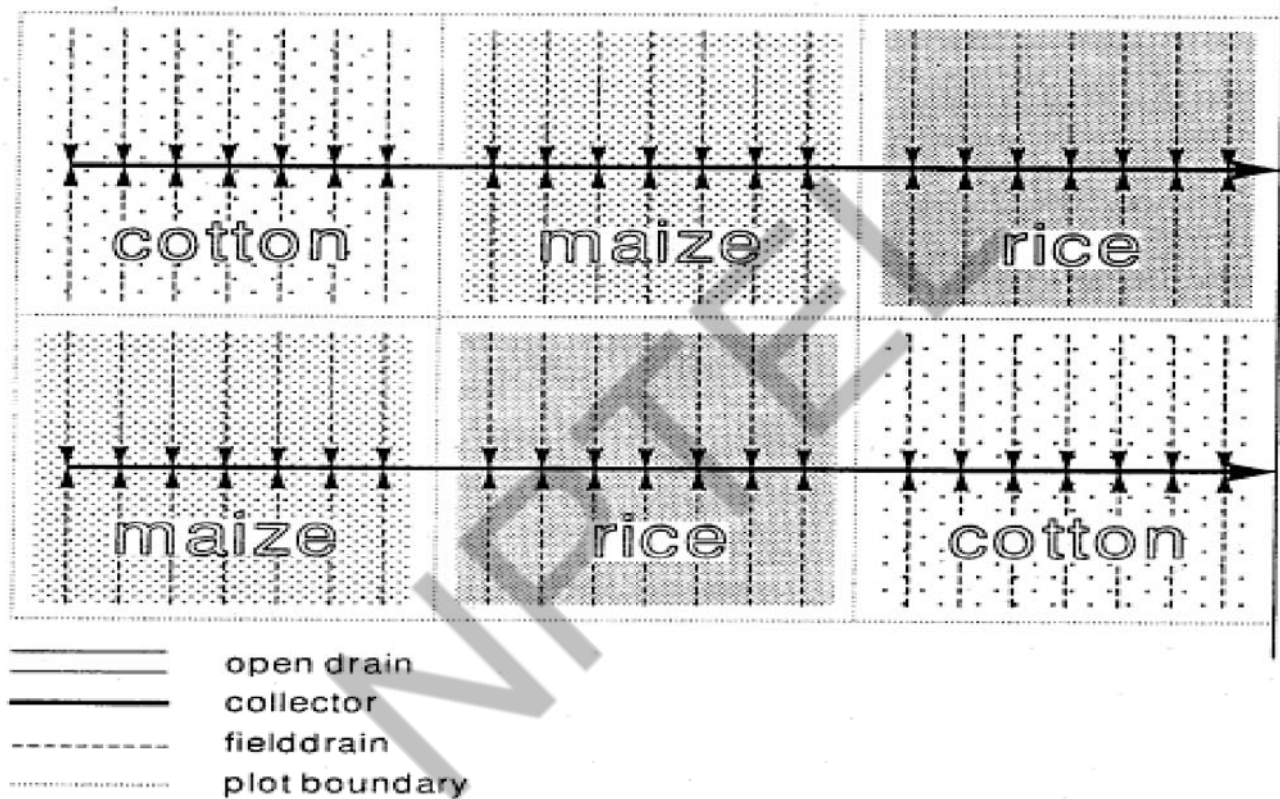 cotton maize rice
maize rice cotton
open drain
collector
fielddrain
plot boundary
NPTEL